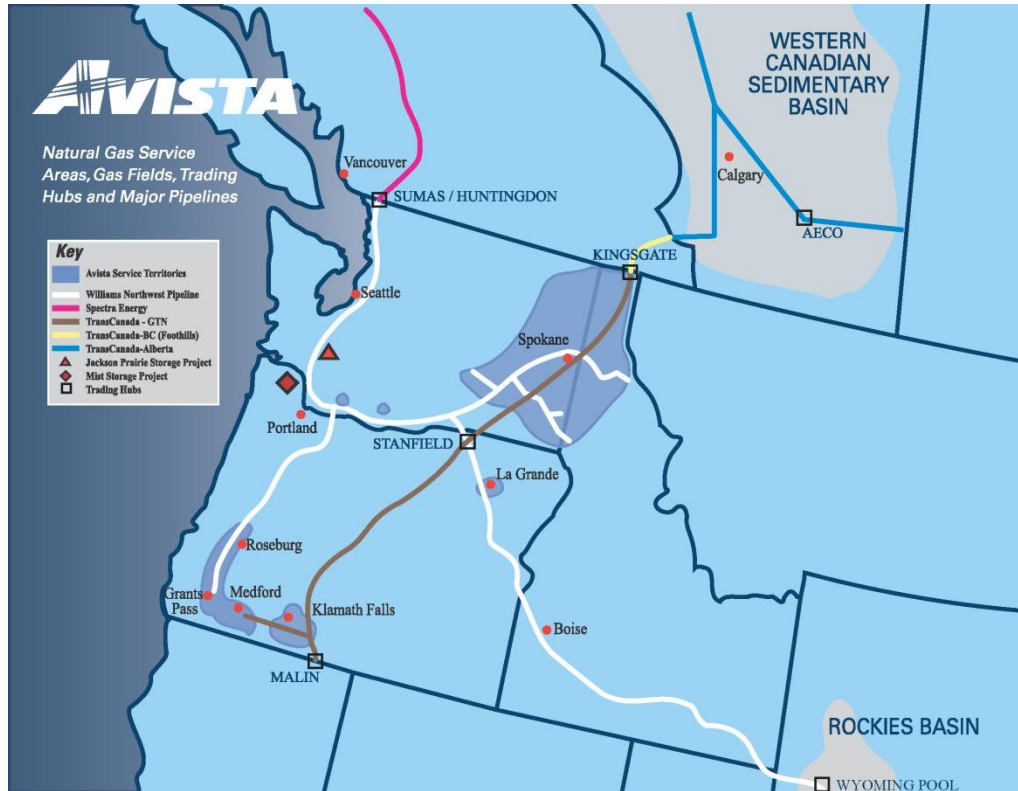 AVISTA
Natural Gas Service
Areas, Gas Fields, Trading
Hubs and Major Pipelines
Key
Avista Service Territories
Williams Northwest Pipeline
Spectra Energy
TransCanada - GTN
TransCanada-BC (Foothills)
TransCanada-Alberta
Jackson Prairie Storage Project
Mist Storage Project
Trading Hubs
WESTERN
CANADIAN
SEDIMENTARY
BASIN
Vancouver
Calgary
SUMAS / HUNTINGDON
AECO
KINGSGATE
Seattle
Spokane
Portland
STANFIELD
La Grande
Roseburg
Grants
Pass
Medford
Klamath Falls
Boise
MALIN
ROCKIES BASIN
WYOMING POOL